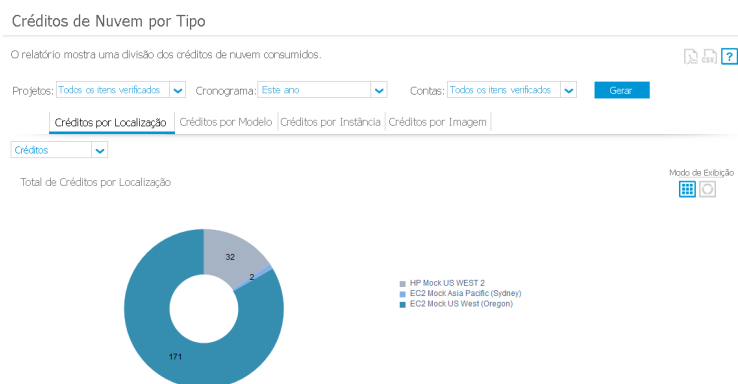 Créditos de Nuvem por Tipo
O relatório mostra uma divisão dos créditos de nuvem consumidos.
CSV ?
Projetos: Todos os itens verificados Cronograma: Este ano Contas: Todos os itens verificados Gerar
Créditos por Localização Créditos por Modelo Créditos por Instância Créditos por Imagem
Créditos
Modo de Exibição
Total de Créditos por Localização
32
2
171
HP Mock US WEST 2
EC2 Mock Asia Pacific (Sydney)
EC2 Mock US West (Oregon)